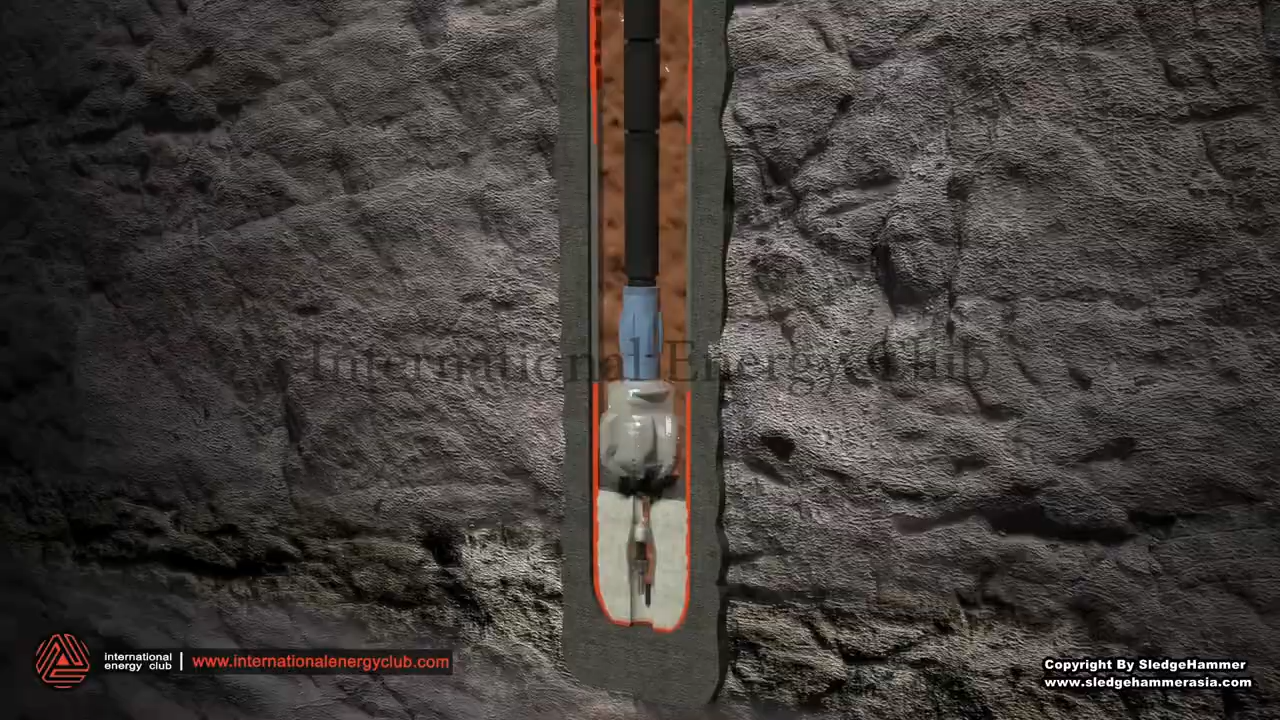 International Energy Club
international
energy club
www.internationalenergyclub.com
Copyright By SledgeHammer
www.sledgehammerasia.com